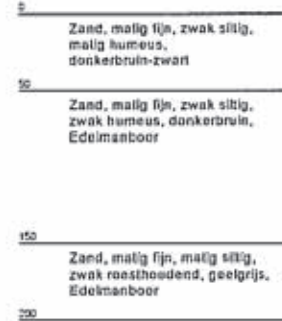 0
Zand, matig fijn, zwak siltig,
matig humeus,
donkerbruin-zwart
50
Zand, matig fijn, zwak siltig,
zwak humeus, donkerbruin,
Edelmanboor
150
Zand, matig fijn, matig siltig,
zwak roesthoudend, geelgrijs,
Edelmanboor
200